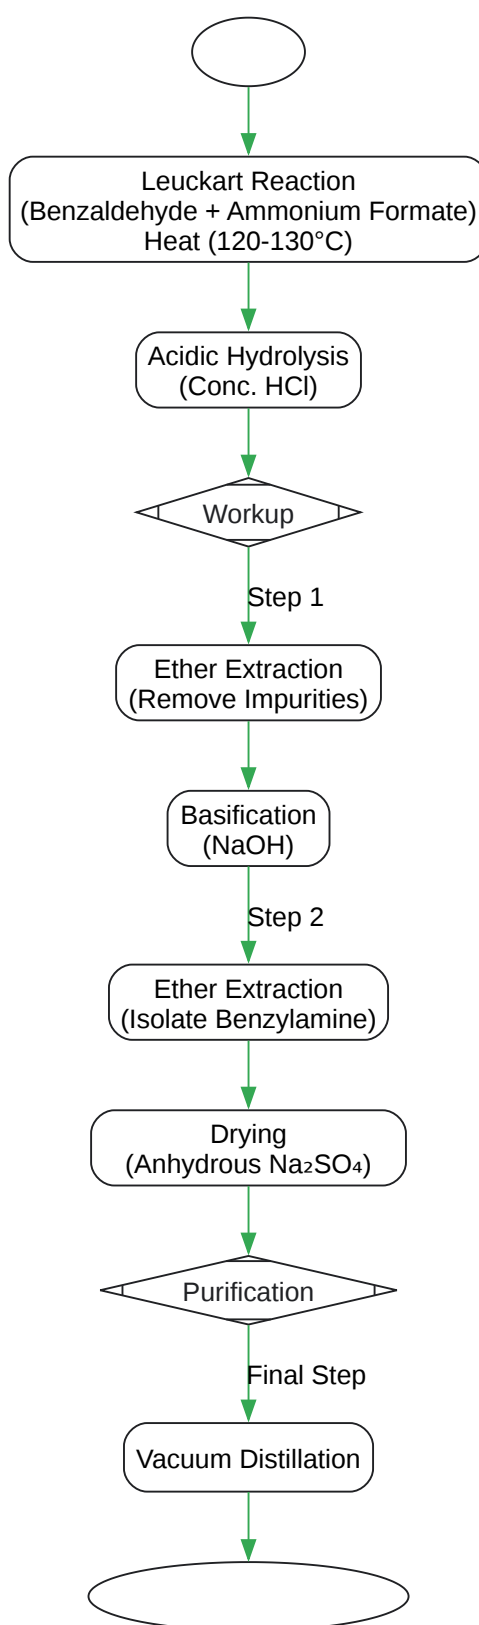 Leuckart Reaction
(Benzaldehyde + Ammonium Formate)
Heat (120-130°C)
Acidic Hydrolysis
(Conc. HCl)
Workup
Step 1
Ether Extraction
(Remove Impurities)
Basification
(NaOH)
Step 2
Ether Extraction
(Isolate Benzylamine)
Drying
(Anhydrous Na₂SO₄)
Purification
Final Step
Vacuum Distillation